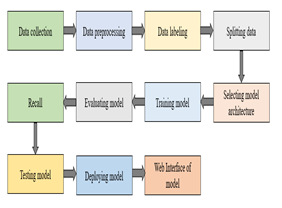 Data collection
Data preprocessing
Data labeling
Splitting data
Selecting model
architecture
Training model
Evaluating model
Recall
Testing model
Deploying model
Web Interface of
model